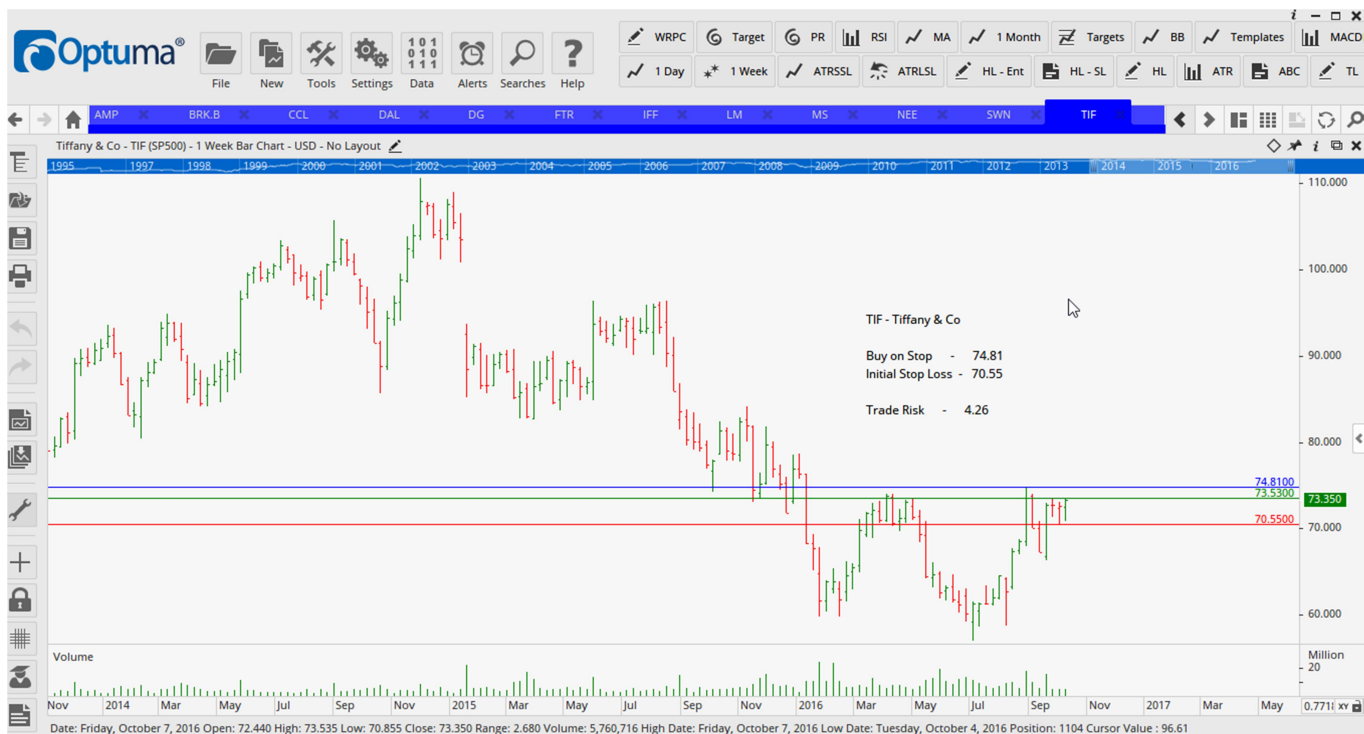 i
Optuma®
File New Tools Settings Data Alerts Searches Help
101
010
111
WRPC Target PR RSI MA 1 Month Targets BB Templates MACD
1 Day 1 Week ATRSSL ATRLSL HL - Ent HL - SL HL ATR ABC TL
AMP BRK.B CCL DAL DG FTR IFF LM MS NEE SWN TIF
Tiffany & Co - TIF (SP500) - 1 Week Bar Chart - USD - No Layout
1995 1997 1998 1999 2000 2001 2002 2003 2004 2005 2006 2007 2008 2009 2010 2011 2012 2013 2014 2015 2016
110.000
100.000
TIF - Tiffany & Co
Buy on Stop - 74.81
90.000
Initial Stop Loss - 70.55
Trade Risk - 4.26
80.000
74.8100
73.5300
73.350
70.5500
70.000
60.000
Volume
Million
20
Nov 2014 Mar May Jul Sep Nov 2015 Mar May Jul Sep Nov 2016 Mar May Jul Sep Nov 2017 Mar May 0.771 XY
Date: Friday, October 7, 2016 Open: 72.440 High: 73.535 Low: 70.855 Close: 73.350 Range: 2.680 Volume: 5,760,716 High Date: Friday, October 7, 2016 Low Date: Tuesday, October 4, 2016 Position: 1104 Cursor Value : 96.61